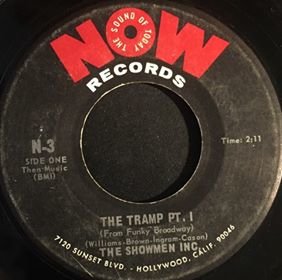 NOW
THE SOUND OF TODAY
RECORDS
N-3
SIDE ONE
Then Music
(BMI)
Time: 2:11
THE TRAMP PT. I
(From Funky Broadway)
(Williams-Brown-Ingram-Cason)
THE SHOWMEN INC.
7120 SUNSET BLVD. - HOLLYWOOD, CALIF. 90046